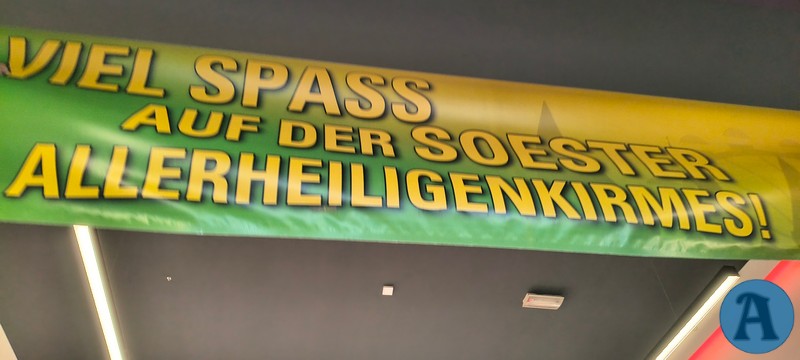 VIEL SPASS
AUF DER SOESTER
ALLERHEILIGENKIRMES!
A